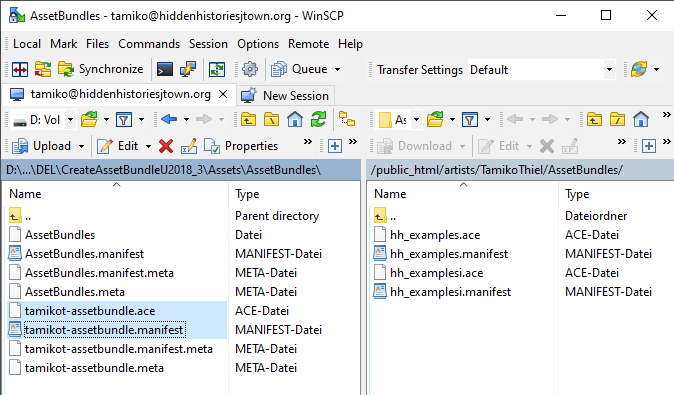 AssetBundles - tamiko@hiddenhistoriesjtown.org - WinSCP
Local Mark Files Commands Session Options Remote Help
Synchronize Queue Transfer Settings Default
tamiko@hiddenhistoriesjtown.org New Session
D: Vol As
Upload Edit Properties Download Edit
D:\...\DEL\CreateAssetBundleU2018_3\Assets\AssetBundles\ /public_html/artists/TamikoThiel/AssetBundles/
Name Type Name Type
.. Parent directory .. Dateiordner
AssetBundles Datei hh_examples.ace ACE-Datei
AssetBundles.manifest MANIFEST-Datei hh_examples.manifest MANIFEST-Datei
AssetBundles.manifest.meta META-Datei hh_examplesi.ace ACE-Datei
AssetBundles.meta META-Datei hh_examplesi.manifest MANIFEST-Datei
tamikot-assetbundle.ace ACE-Datei
tamikot-assetbundle.manifest MANIFEST-Datei
tamikot-assetbundle.manifest.meta META-Datei
tamikot-assetbundle.meta META-Datei